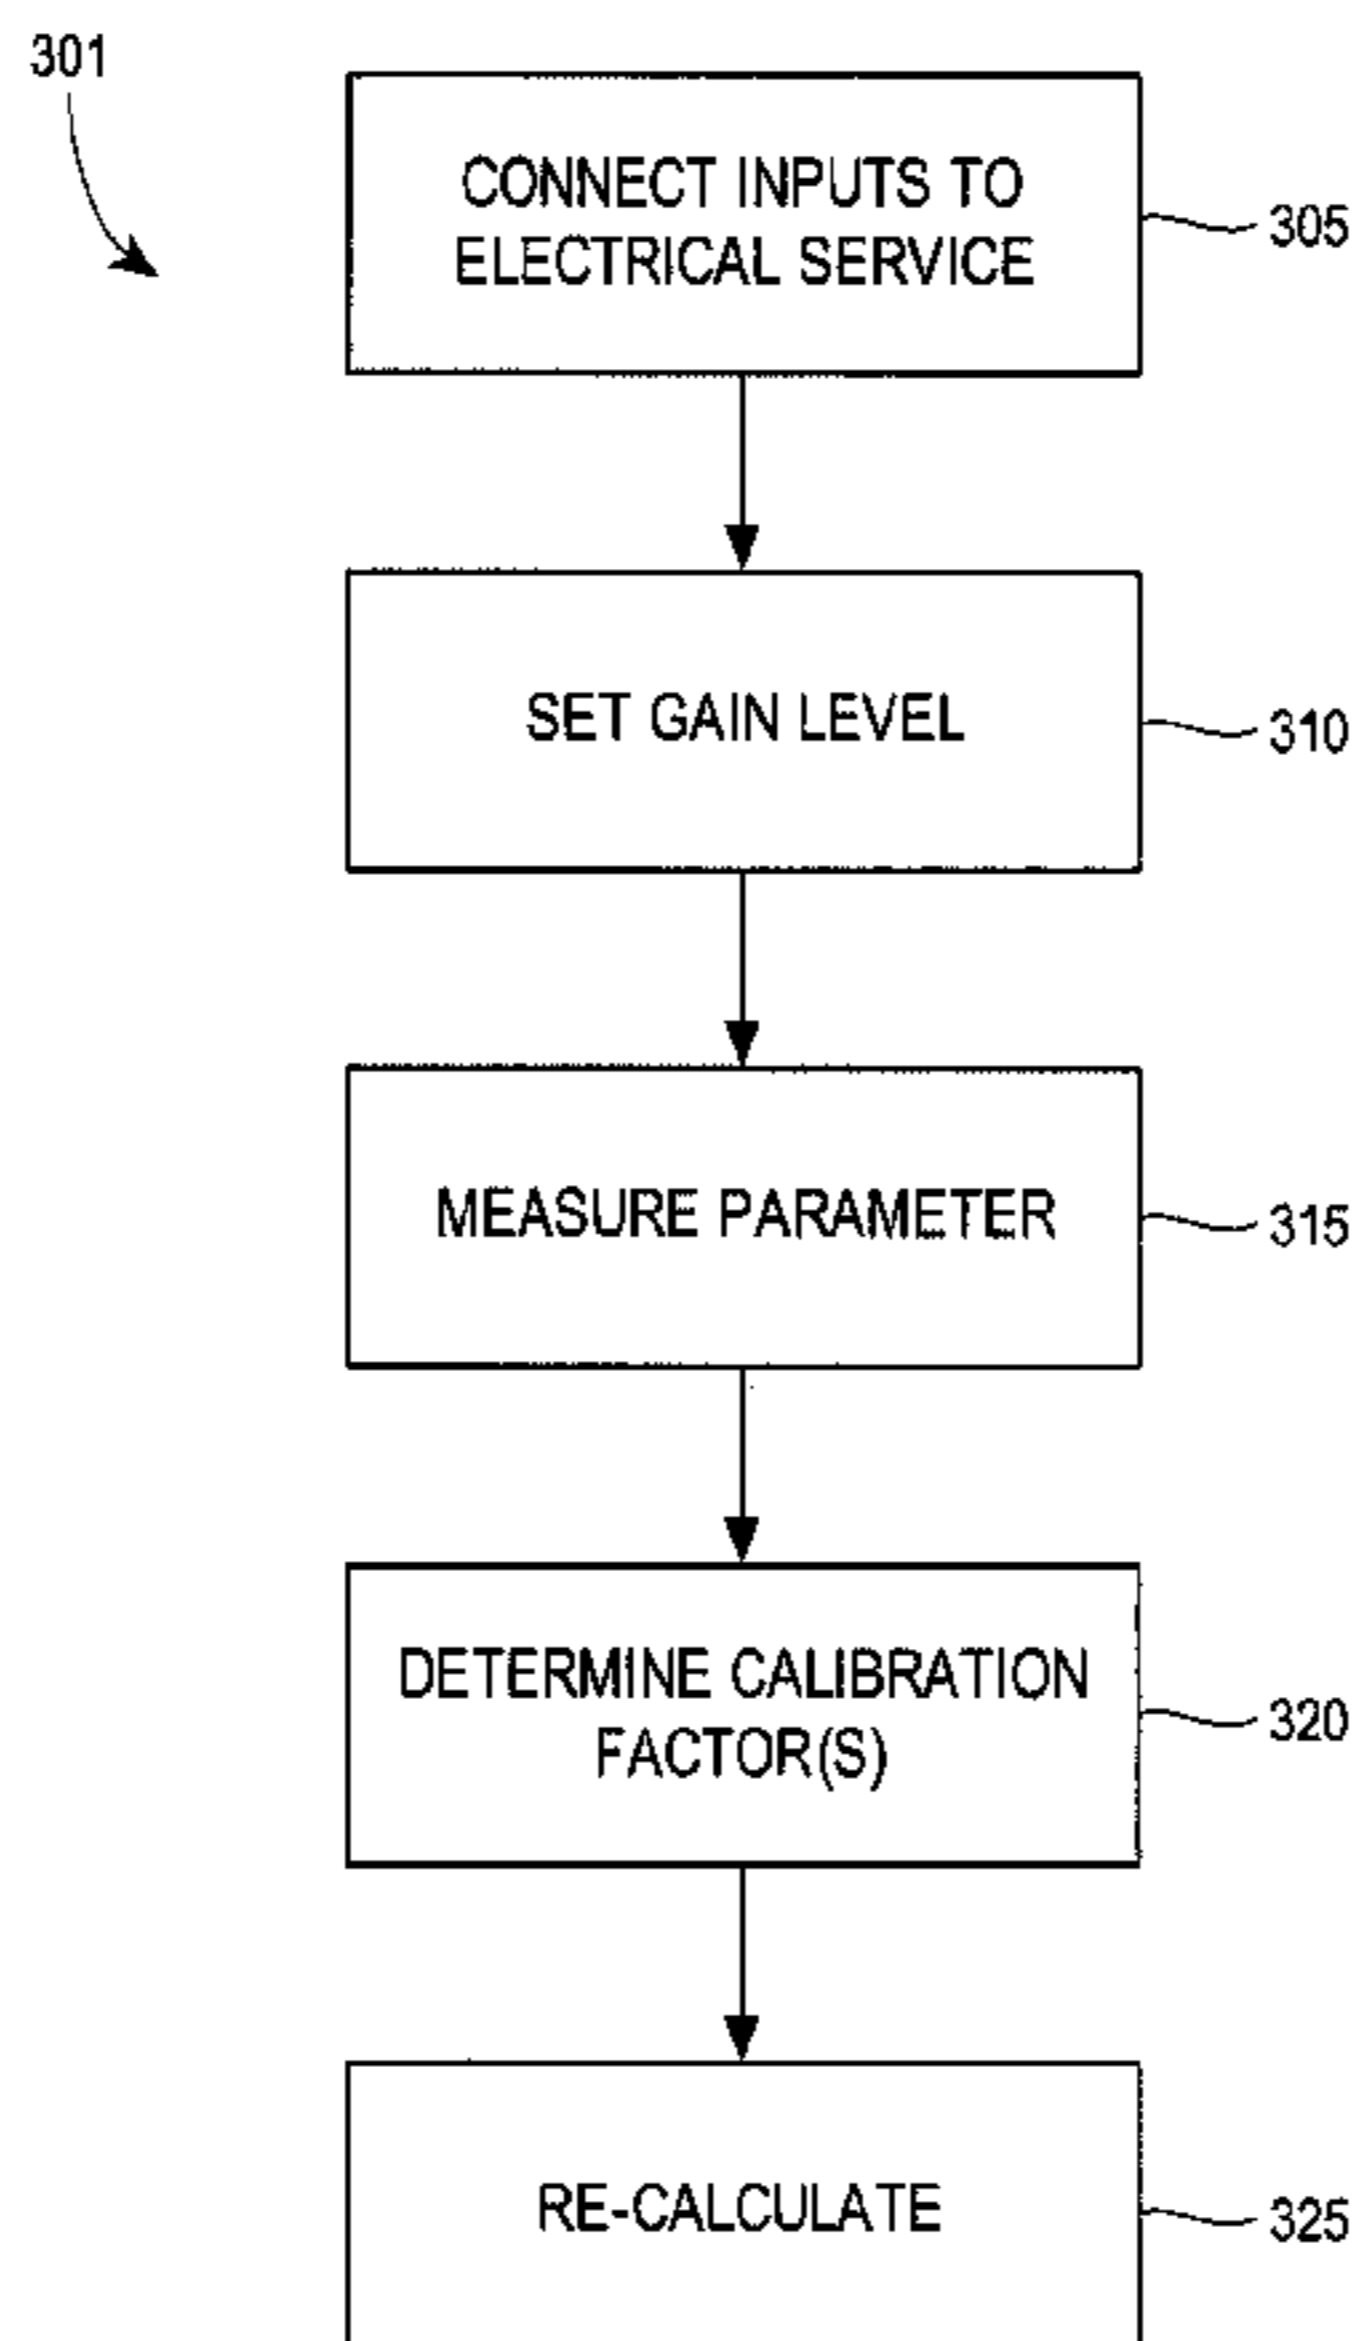 301
CONNECT INPUTS TO
ELECTRICAL SERVICE
305
SET GAIN LEVEL
310
MEASURE PARAMETER
315
DETERMINE CALIBRATION
FACTOR(S)
320
RE-CALCULATE
325